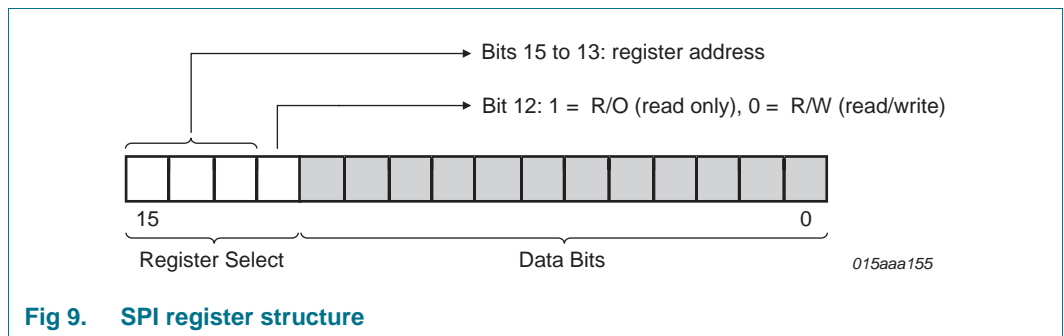 Bits 15 to 13: register address
Bit 12: 1 = R/O (read only), 0 = R/W (read/write)
15
0
Register Select
Data Bits
015aaa155
Fig 9. SPI register structure